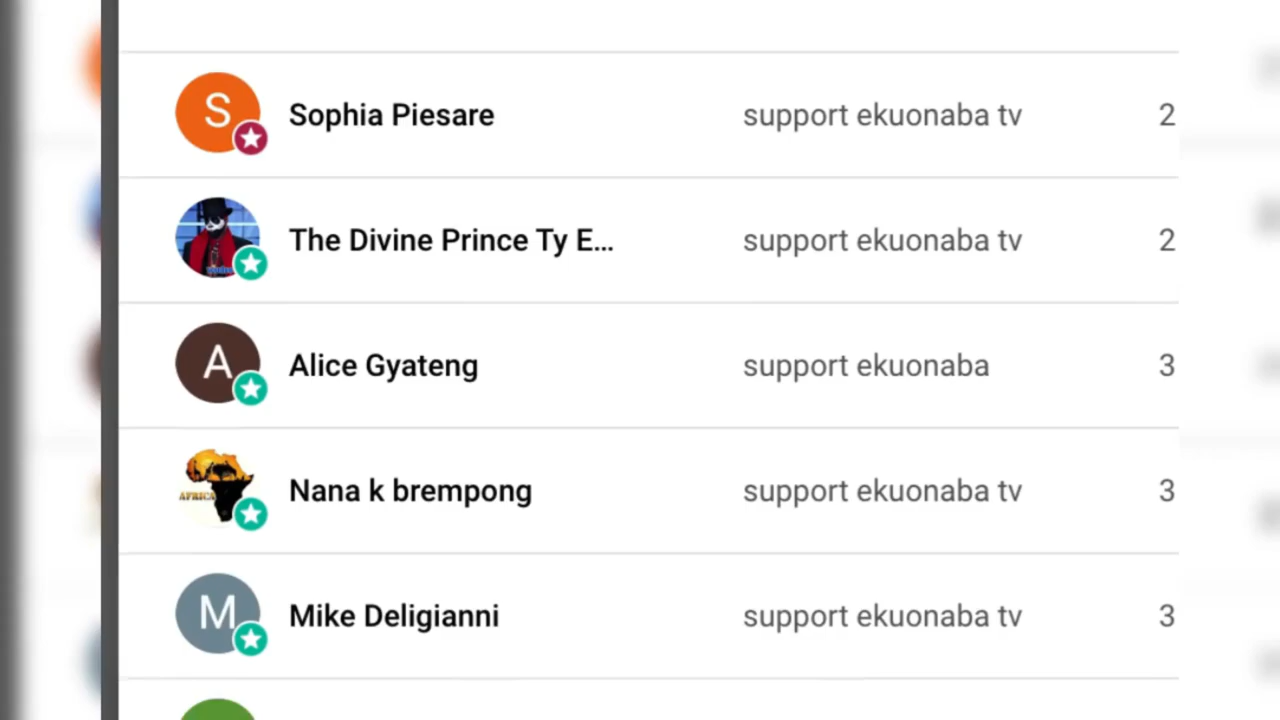 S Sophia Piesare support ekuonaba tv 2
The Divine Prince Ty E... support ekuonaba tv 2
A Alice Gyateng support ekuonaba 3
AFRICA Nana k brempong support ekuonaba tv 3
M Mike Deligianni support ekuonaba tv 3